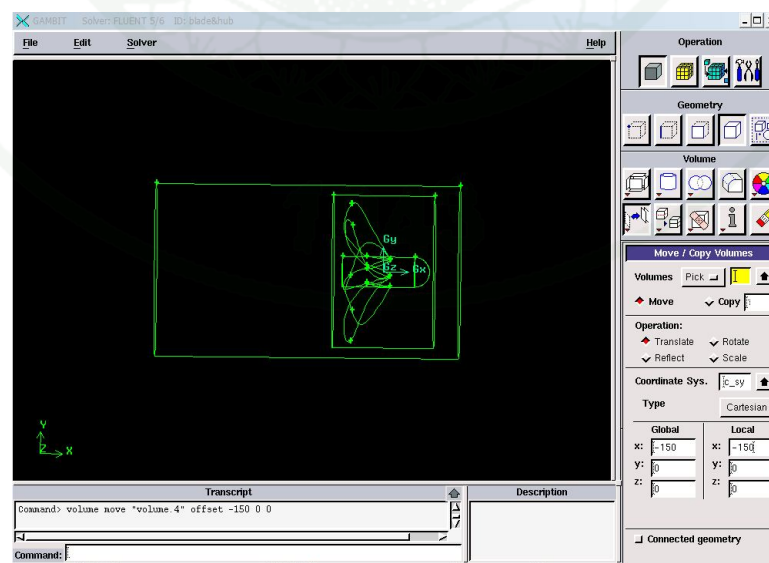 GAMBIT Solver: FLUENT 5/6 ID: blade&hub
File Edit Solver Help
Operation
Geometry
Volume
Gy
Gz Gx
Move / Copy Volumes
Volumes Pick
Move Copy
Operation:
Translate Rotate
Reflect Scale
Coordinate Sys. c_sy
Type Cartesian
Global Local
x: -150 x: -150
y: 0 y: 0
z: 0 z: 0
Connected geometry
Y
Z X
Transcript Description
Command> volume move "volume.4" offset -150 0 0
Command: